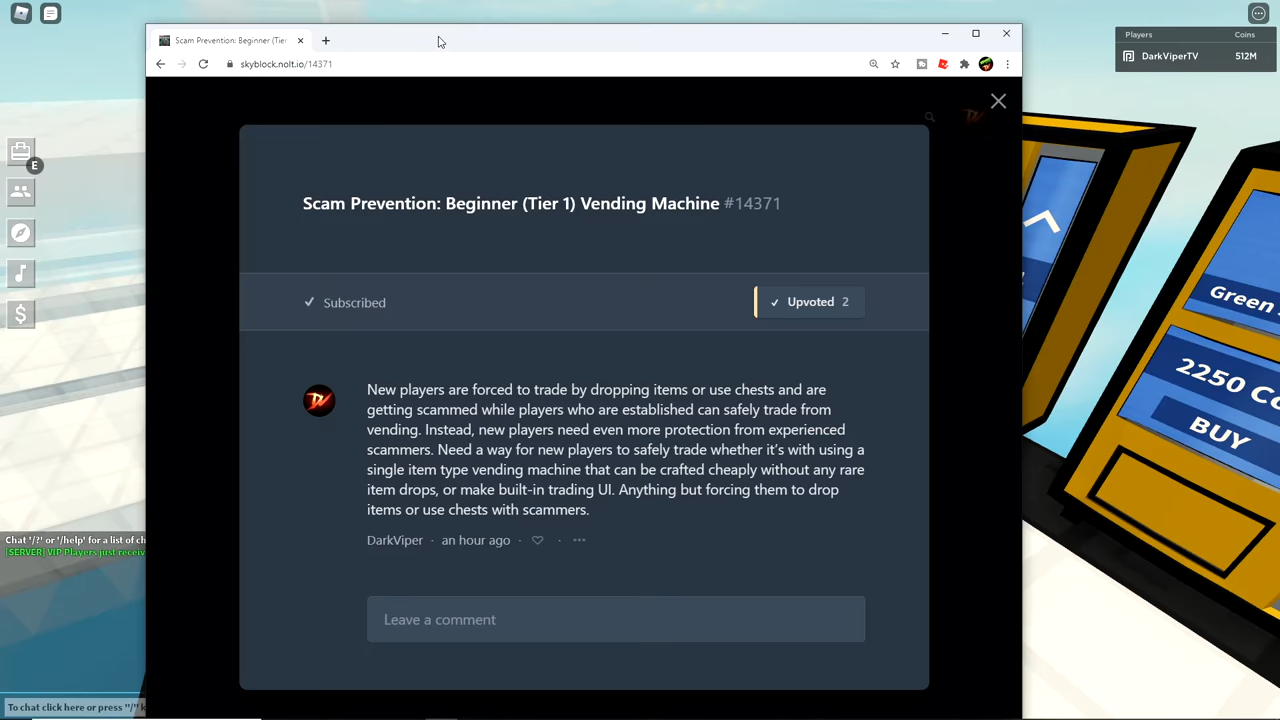 Scam Prevention: Beginner (Tier
skyblock.nolt.io/14371
Players Coins
DarkViperTV 512M
E
Scam Prevention: Beginner (Tier 1) Vending Machine #14371
Subscribed
Upvoted 2
New players are forced to trade by dropping items or use chests and are
getting scammed while players who are established can safely trade from
vending. Instead, new players need even more protection from experienced
scammers. Need a way for new players to safely trade whether it's with using a
single item type vending machine that can be crafted cheaply without any rare
item drops, or make built-in trading UI. Anything but forcing them to drop
items or use chests with scammers.
DarkViper · an hour ago · ·
Leave a comment
Chat '/?' or '/help' for a list of ch
[SERVER] VIP Players just receiv
To chat click here or press "/" k
Green
2250 Co
BUY